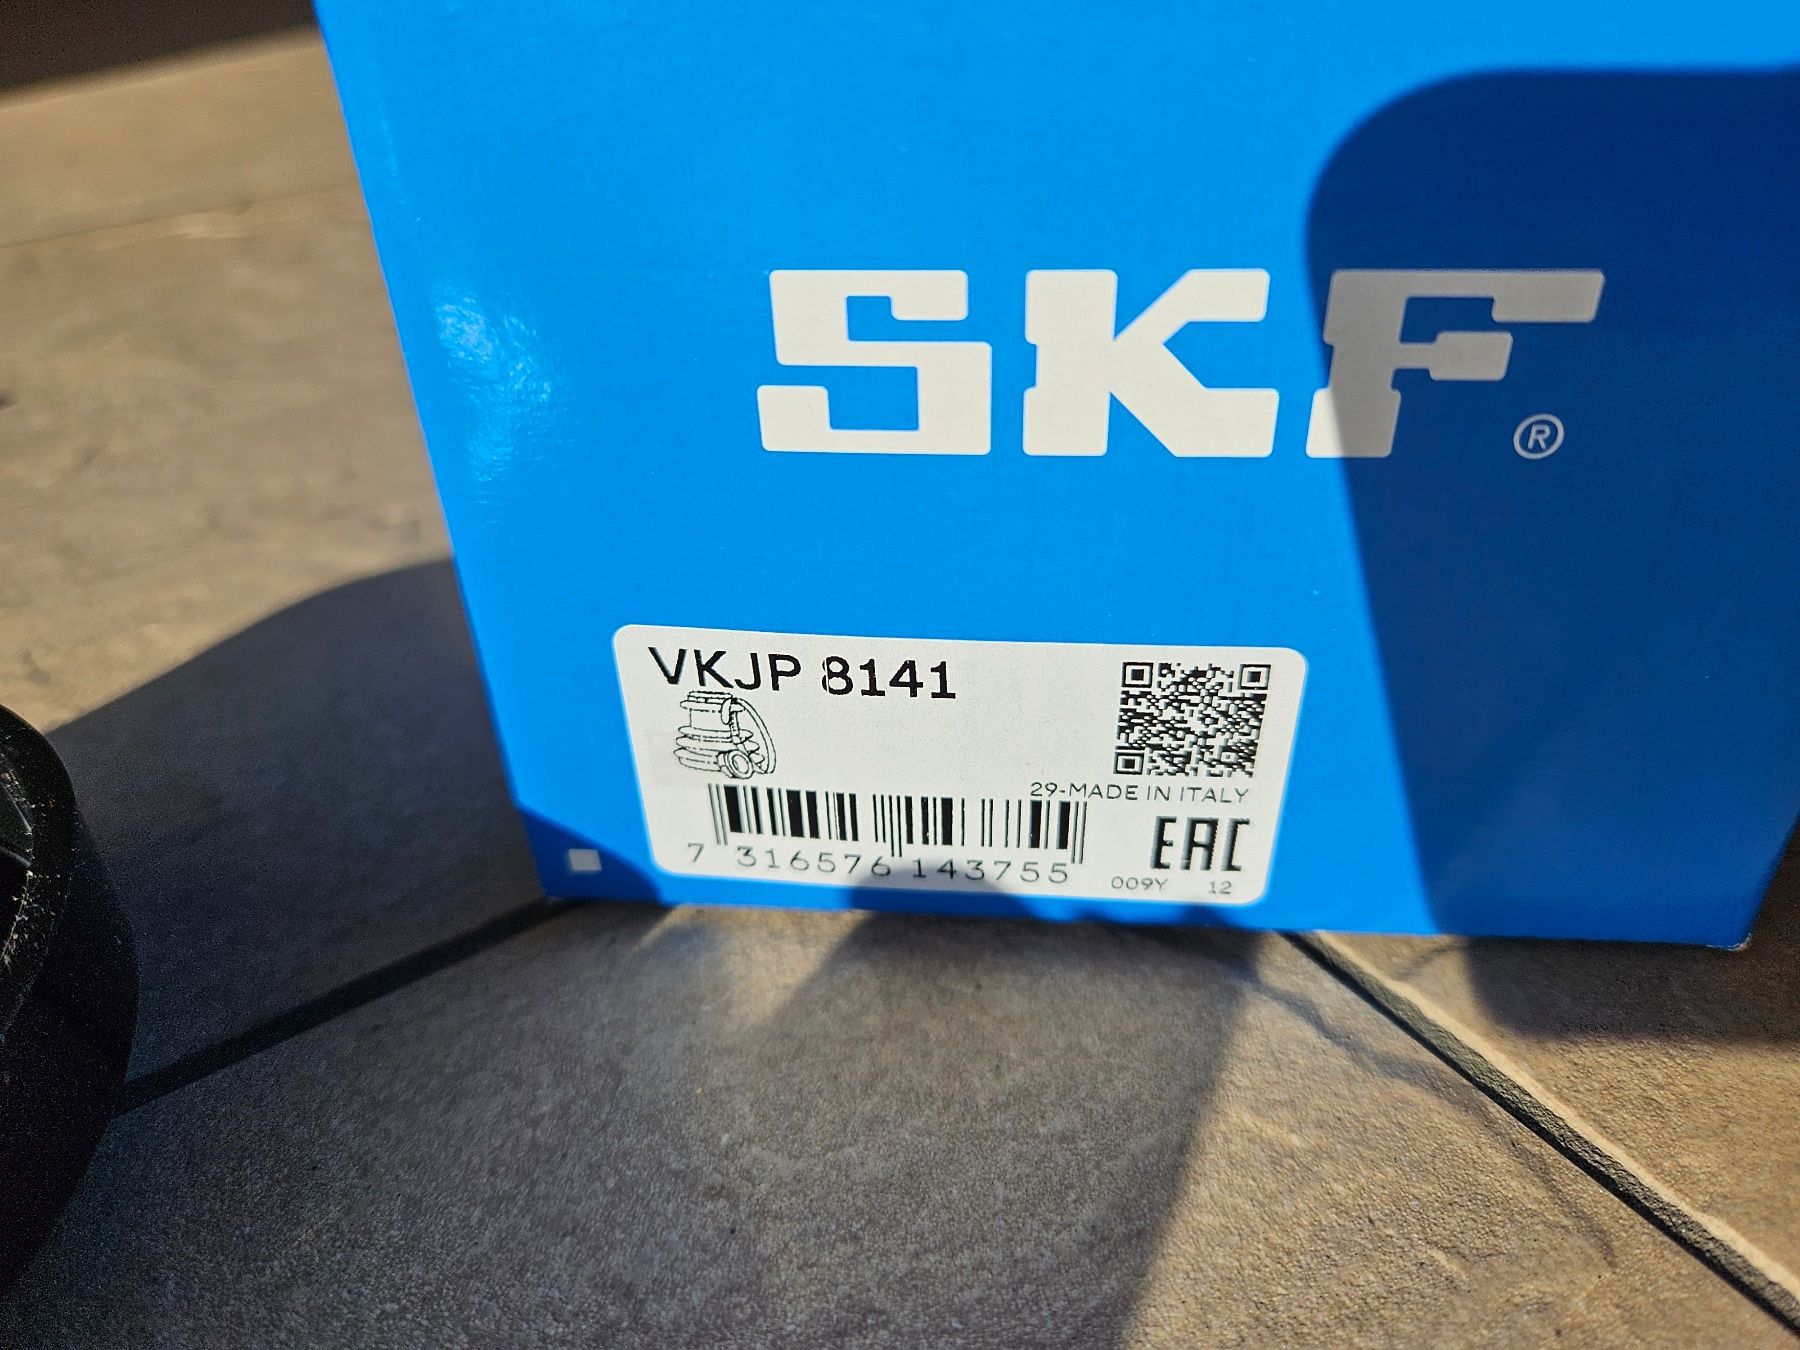 SKF®
VKJP 8141
29-MADE IN ITALY
7 316576 143755
EAC
009Y 12